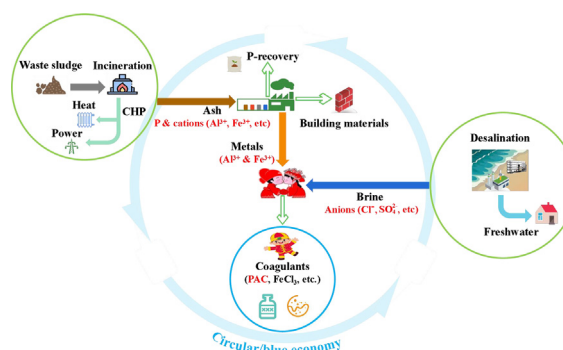 Waste sludge
Incineration
Heat
CHP
Power
P-recovery
Ash
P & cations (Al³⁺, Fe³⁺, etc)
Building materials
Metals
(Al³⁺ & Fe³⁺)
Desalination
Brine
Anions (Cl⁻, SO₄²⁻, etc)
Freshwater
Coagulants
(PAC, FeCl₃, etc.)
Circular/blue economy